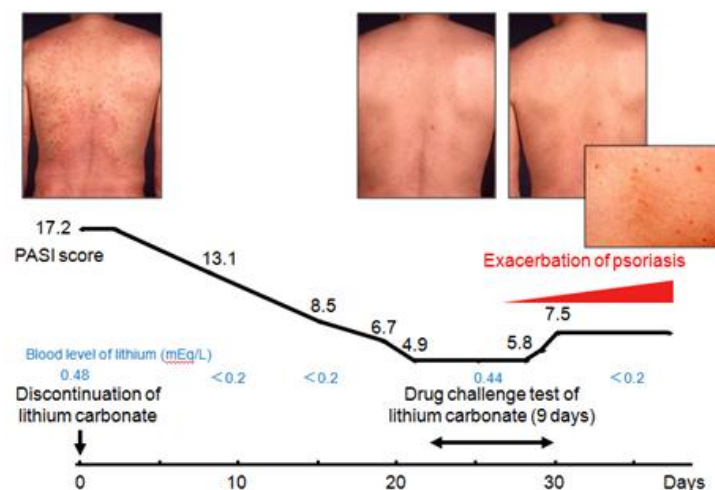 17.2
PASI score
13.1
8.5
6.7
4.9
5.8
7.5
Exacerbation of psoriasis
Blood level of lithium (mEq/L)
0.48
<0.2
<0.2
0.44
<0.2
Discontinuation of
lithium carbonate
Drug challenge test of
lithium carbonate (9 days)
0
10
20
30
Days